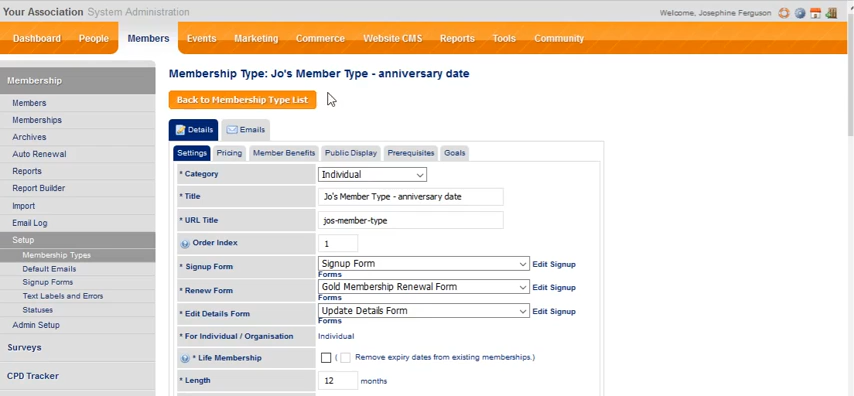 Your Association System Administration
Welcome, Josephine Ferguson
Dashboard People Members Events Marketing Commerce Website CMS Reports Tools Community
Membership
Members
Memberships
Archives
Auto Renewal
Reports
Report Builder
Import
Email Log
Setup
Membership Types
Default Emails
Signup Forms
Text Labels and Errors
Statuses
Admin Setup
Surveys
CPD Tracker
Membership Type: Jo's Member Type - anniversary date
Back to Membership Type List
Details Emails
Settings Pricing Member Benefits Public Display Prerequisites Goals
* Category Individual
* Title Jo's Member Type - anniversary date
* URL Title jos-member-type
Order Index 1
* Signup Form Signup Form Edit Signup
Forms
* Renew Form Gold Membership Renewal Form Edit Signup
Forms
* Edit Details Form Update Details Form Edit Signup
Forms
* For Individual / Organisation Individual
* Life Membership ( Remove expiry dates from existing memberships.)
* Length 12 months